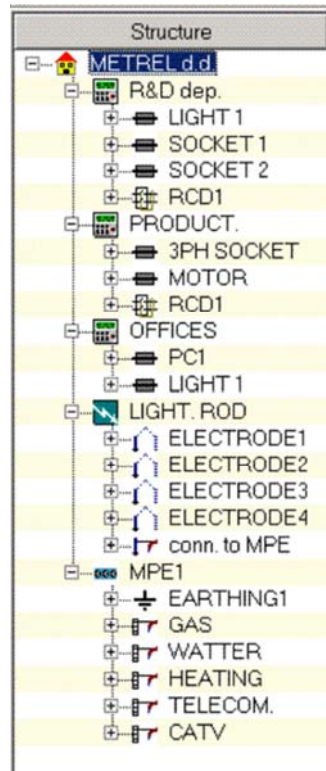 Structure
METREL d.d.
R&D dep.
LIGHT 1
SOCKET 1
SOCKET 2
RCD1
PRODUCT.
3PH SOCKET
MOTOR
RCD1
OFFICES
PC1
LIGHT 1
LIGHT. ROD
ELECTRODE1
ELECTRODE2
ELECTRODE3
ELECTRODE4
conn. to MPE
MPE1
EARTHING1
GAS
WATTER
HEATING
TELECOM.
CATV